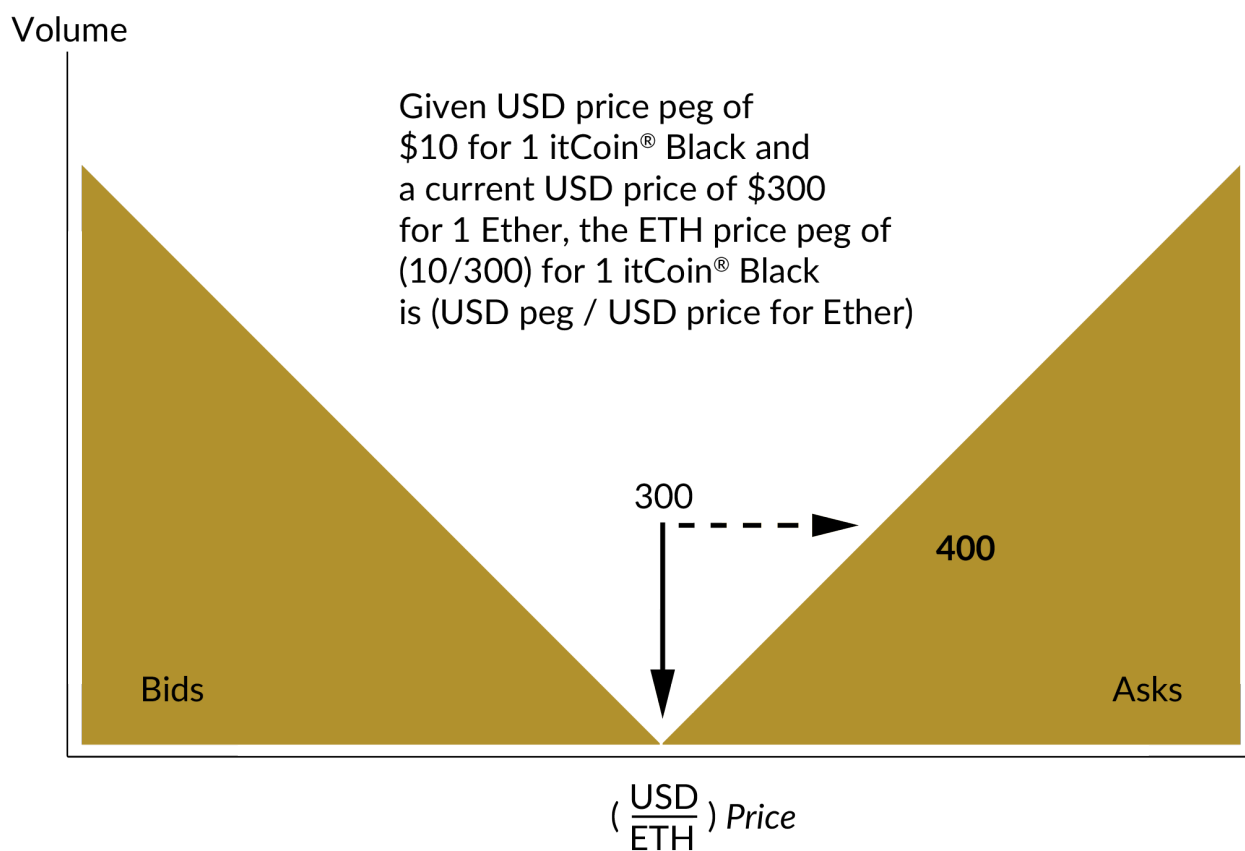 Volume
Given USD price peg of
$10 for 1 itCoin® Black and
a current USD price of $300
for 1 Ether, the ETH price peg of
(10/300) for 1 itCoin® Black
is (USD peg / USD price for Ether)
300
400
Bids
Asks
(USD/ETH) Price